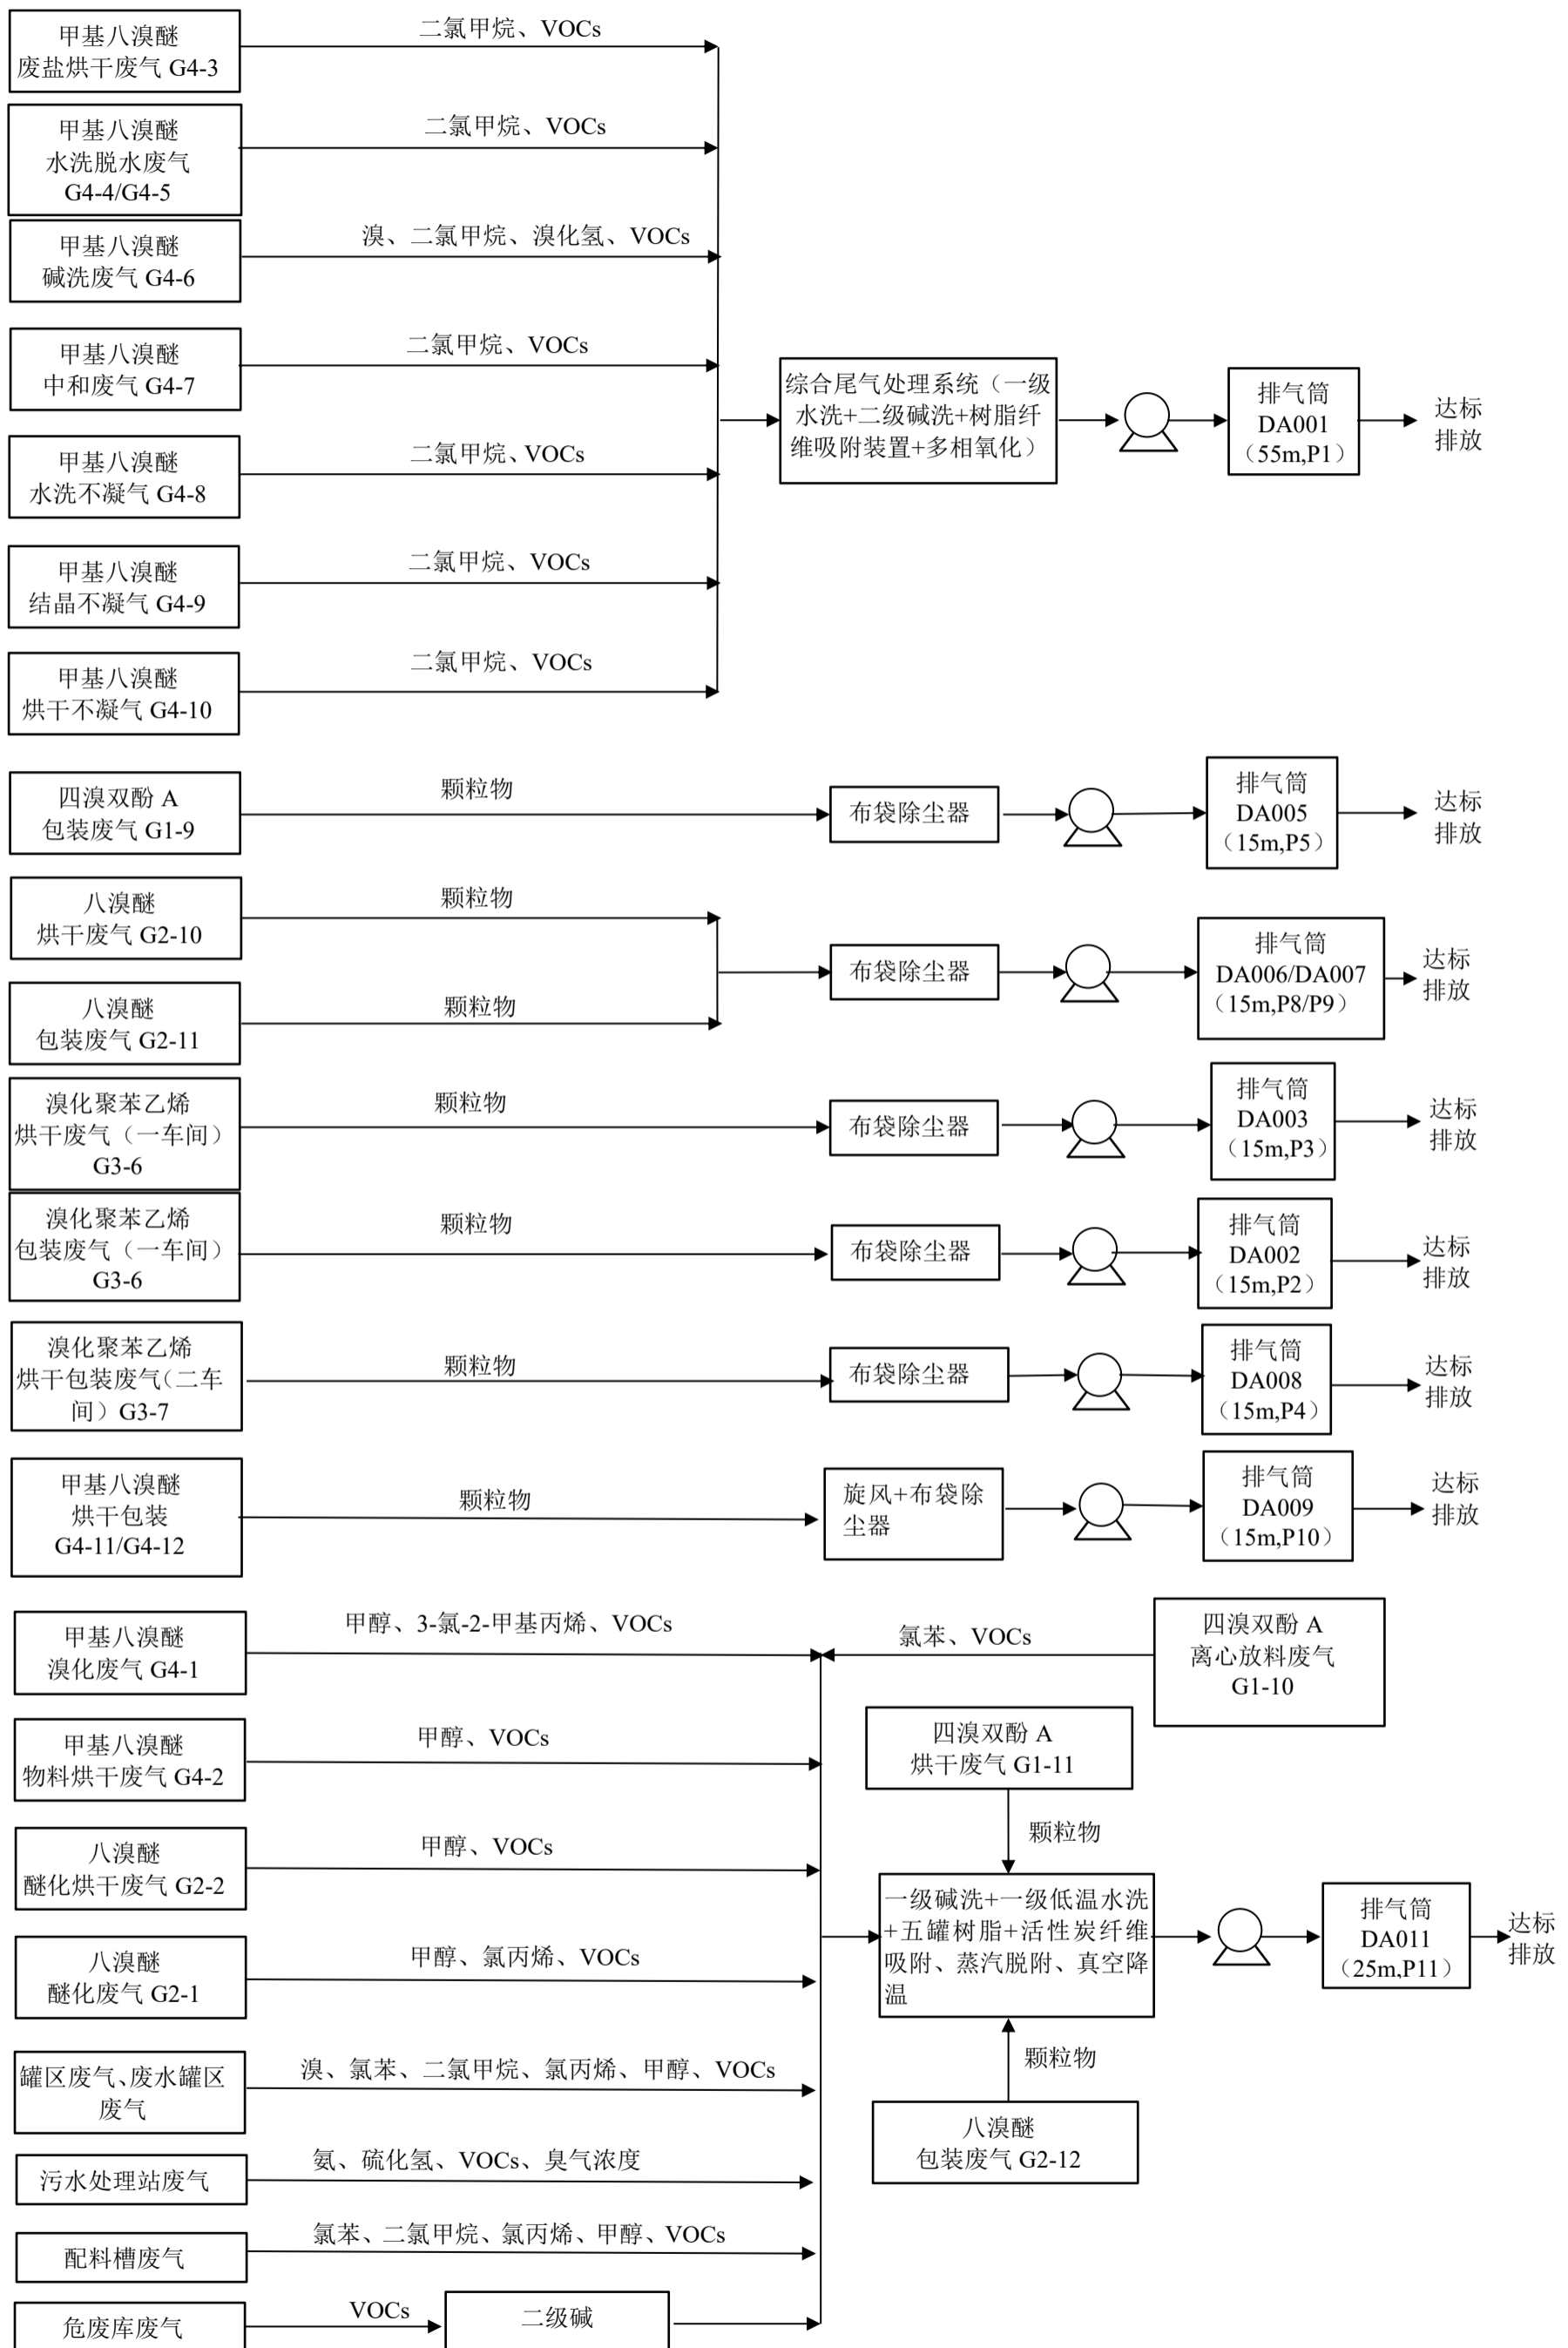 甲基八溴醚
废盐烘干废气 G4-3
二氯甲烷、VOCs
甲基八溴醚
水洗脱水废气
G4-4/G4-5
二氯甲烷、VOCs
甲基八溴醚
碱洗废气 G4-6
溴、二氯甲烷、溴化氢、VOCs
甲基八溴醚
中和废气 G4-7
二氯甲烷、VOCs
甲基八溴醚
水洗不凝气 G4-8
二氯甲烷、VOCs
甲基八溴醚
结晶不凝气 G4-9
二氯甲烷、VOCs
甲基八溴醚
烘干不凝气 G4-10
二氯甲烷、VOCs
综合尾气处理系统（一级
水洗+二级碱洗+树脂纤
维吸附装置+多相氧化）
排气筒
DA001
（55m,P1）
达标
排放
四溴双酚 A
包装废气 G1-9
颗粒物
布袋除尘器
排气筒
DA005
（15m,P5）
达标
排放
八溴醚
烘干废气 G2-10
颗粒物
八溴醚
包装废气 G2-11
颗粒物
布袋除尘器
排气筒
DA006/DA007
（15m,P8/P9）
达标
排放
溴化聚苯乙烯
烘干废气（一车间）
G3-6
颗粒物
布袋除尘器
排气筒
DA003
（15m,P3）
达标
排放
溴化聚苯乙烯
包装废气（一车间）
G3-6
颗粒物
布袋除尘器
排气筒
DA002
（15m,P2）
达标
排放
溴化聚苯乙烯
烘干包装废气（二车
间）G3-7
颗粒物
布袋除尘器
排气筒
DA008
（15m,P4）
达标
排放
甲基八溴醚
烘干包装
G4-11/G4-12
颗粒物
旋风+布袋除
尘器
排气筒
DA009
（15m,P10）
达标
排放
甲基八溴醚
溴化废气 G4-1
甲醇、3-氯-2-甲基丙烯、VOCs
氯苯、VOCs
四溴双酚 A
离心放料废气
G1-10
甲基八溴醚
物料烘干废气 G4-2
甲醇、VOCs
四溴双酚 A
烘干废气 G1-11
颗粒物
八溴醚
醚化烘干废气 G2-2
甲醇、VOCs
八溴醚
醚化废气 G2-1
甲醇、氯丙烯、VOCs
一级碱洗+一级低温水洗
+五罐树脂+活性炭纤维
吸附、蒸汽脱附、真空降
温
排气筒
DA011
（25m,P11）
达标
排放
罐区废气、废水罐区
废气
溴、氯苯、二氯甲烷、氯丙烯、甲醇、VOCs
颗粒物
八溴醚
包装废气 G2-12
污水处理站废气
氨、硫化氢、VOCs、臭气浓度
配料槽废气
氯苯、二氯甲烷、氯丙烯、甲醇、VOCs
危废库废气
VOCs
二级碱